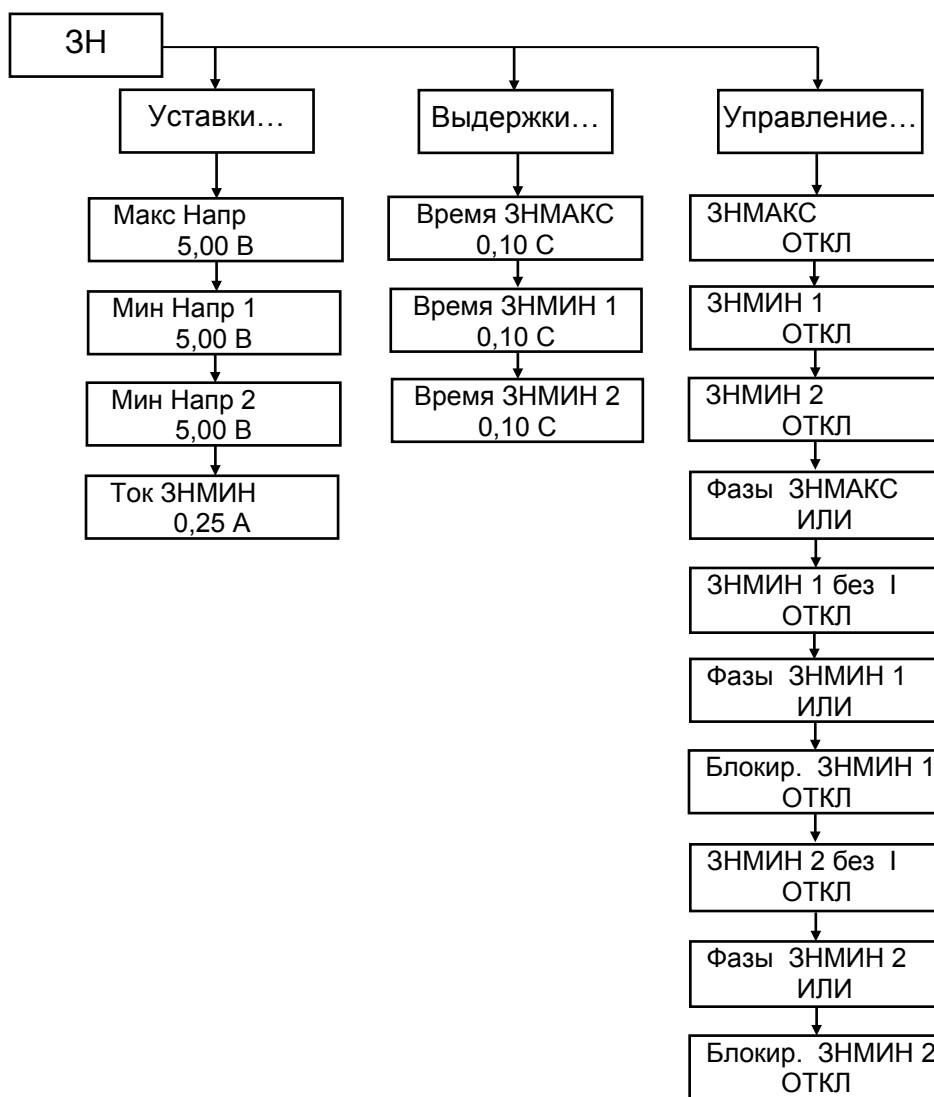 ЗН
Уставки…
Макс Напр
5,00 В
Мин Напр 1
5,00 В
Мин Напр 2
5,00 В
Ток ЗНМИН
0,25 А
Выдержки…
Время ЗНМАКС
0,10 С
Время ЗНМИН 1
0,10 С
Время ЗНМИН 2
0,10 С
Управление…
ЗНМАКС
ОТКЛ
ЗНМИН 1
ОТКЛ
ЗНМИН 2
ОТКЛ
Фазы ЗНМАКС
ИЛИ
ЗНМИН 1 без I
ОТКЛ
Фазы ЗНМИН 1
ИЛИ
Блокир. ЗНМИН 1
ОТКЛ
ЗНМИН 2 без I
ОТКЛ
Фазы ЗНМИН 2
ИЛИ
Блокир. ЗНМИН 2
ОТКЛ